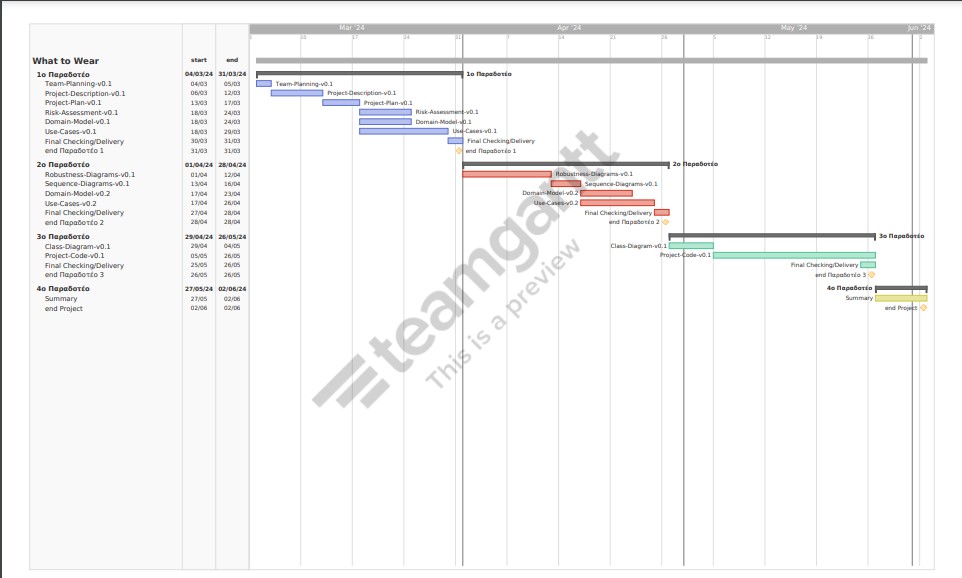 Mar '24 Apr '24 May '24 Jun '24
3 10 17 24 31 7 14 21 28 5 12 19 26 2
What to Wear start end
1ο Παραδοτέο 04/03/24 31/03/24 1ο Παραδοτέο
Team-Planning-v0.1 04/03 05/03 Team-Planning-v0.1
Project-Description-v0.1 06/03 12/03 Project-Description-v0.1
Project-Plan-v0.1 13/03 17/03 Project-Plan-v0.1
Risk-Assessment-v0.1 18/03 24/03 Risk-Assessment-v0.1
Domain-Model-v0.1 18/03 24/03 Domain-Model-v0.1
Use-Cases-v0.1 18/03 29/03 Use-Cases-v0.1
Final Checking/Delivery 30/03 31/03 Final Checking/Delivery
end Παραδοτέο 1 31/03 31/03 end Παραδοτέο 1
2ο Παραδοτέο 01/04/24 28/04/24 2ο Παραδοτέο
Robustness-Diagrams-v0.1 01/04 12/04 Robustness-Diagrams-v0.1
Sequence-Diagrams-v0.1 13/04 16/04 Sequence-Diagrams-v0.1
Domain-Model-v0.2 17/04 23/04 Domain-Model-v0.2
Use-Cases-v0.2 17/04 26/04 Use-Cases-v0.2
Final Checking/Delivery 27/04 28/04 Final Checking/Delivery
end Παραδοτέο 2 28/04 28/04 end Παραδοτέο 2
3ο Παραδοτέο 29/04/24 26/05/24 3ο Παραδοτέο
Class-Diagram-v0.1 29/04 04/05 Class-Diagram-v0.1
Project-Code-v0.1 05/05 26/05 Project-Code-v0.1
Final Checking/Delivery 25/05 26/05 Final Checking/Delivery
end Παραδοτέο 3 26/05 26/05 end Παραδοτέο 3
4ο Παραδοτέο 27/05/24 02/06/24 4ο Παραδοτέο
Summary 27/05 02/06 Summary
end Project 02/06 02/06 end Project
teamgantt
This is a preview